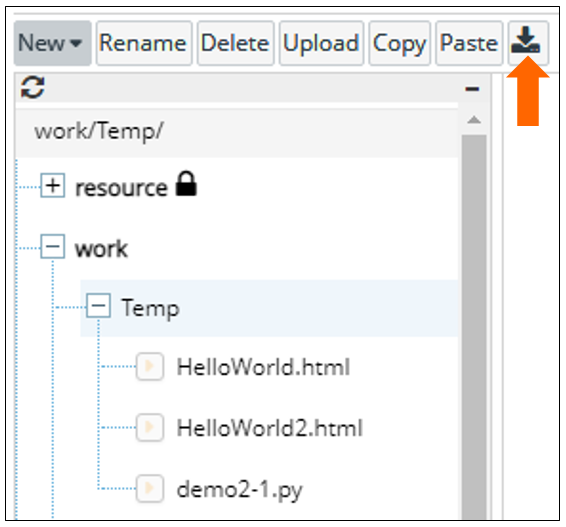 New Rename Delete Upload Copy Paste
work/Temp/
resource
work
Temp
HelloWorld.html
HelloWorld2.html
demo2-1.py